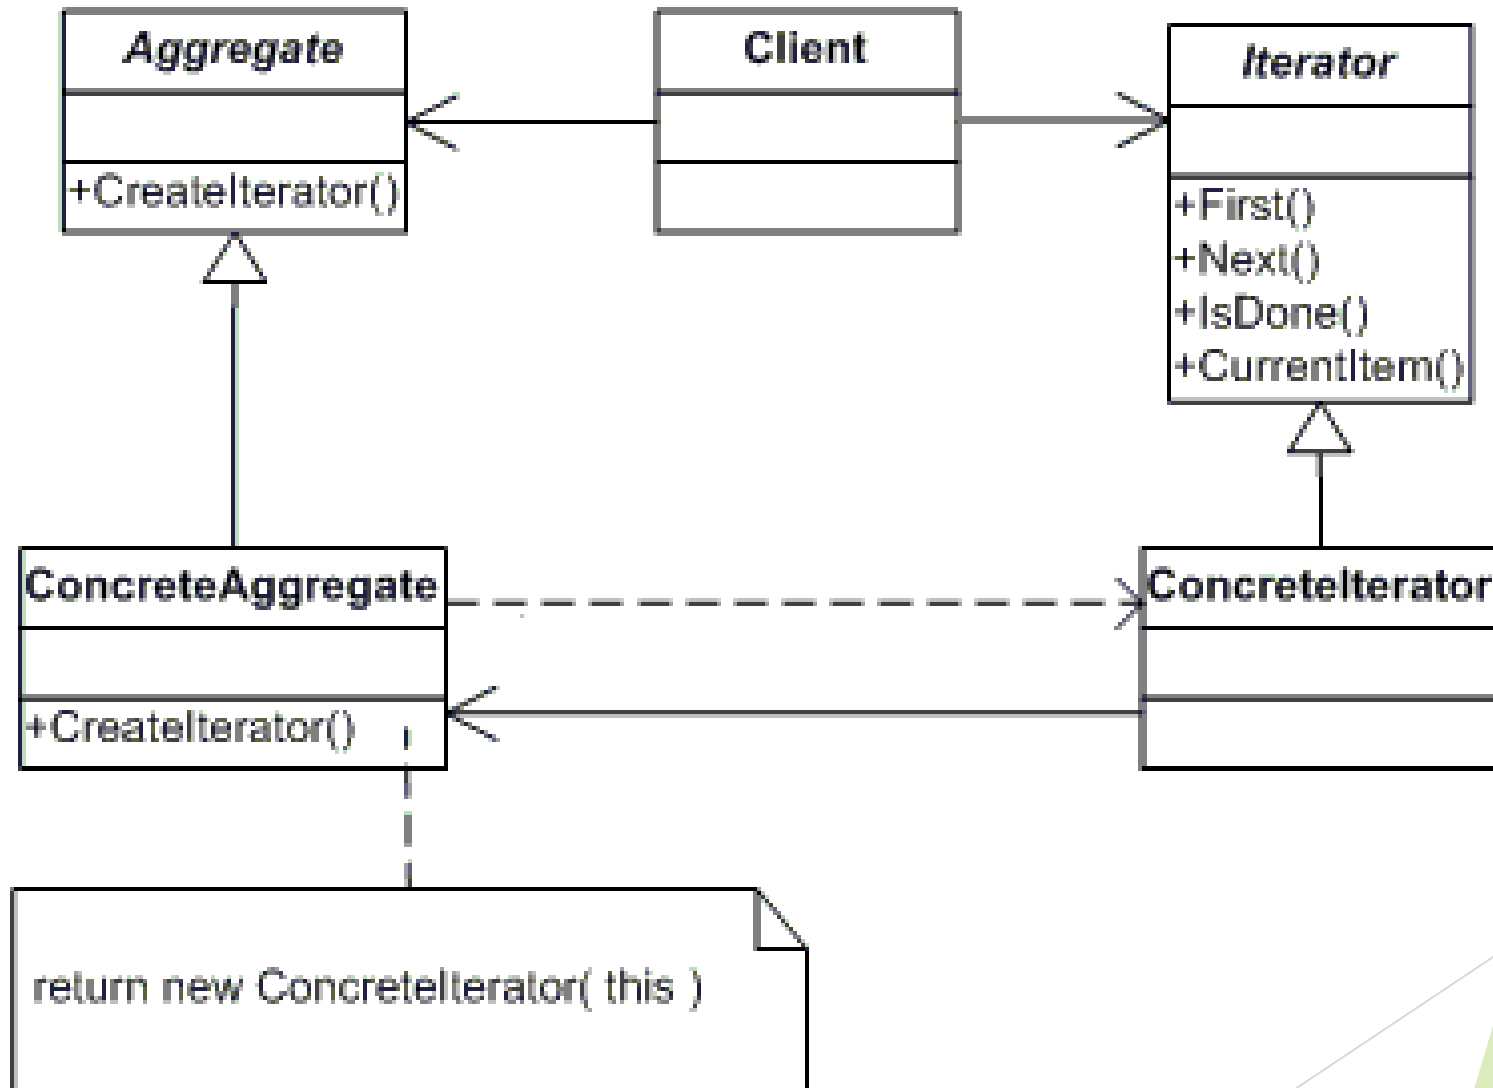 Aggregate
Client
Iterator
+CreateIterator()
+First()
+Next()
+IsDone()
+CurrentItem()
ConcreteAggregate
ConcreteIterator
+CreateIterator()
return new ConcreteIterator( this )